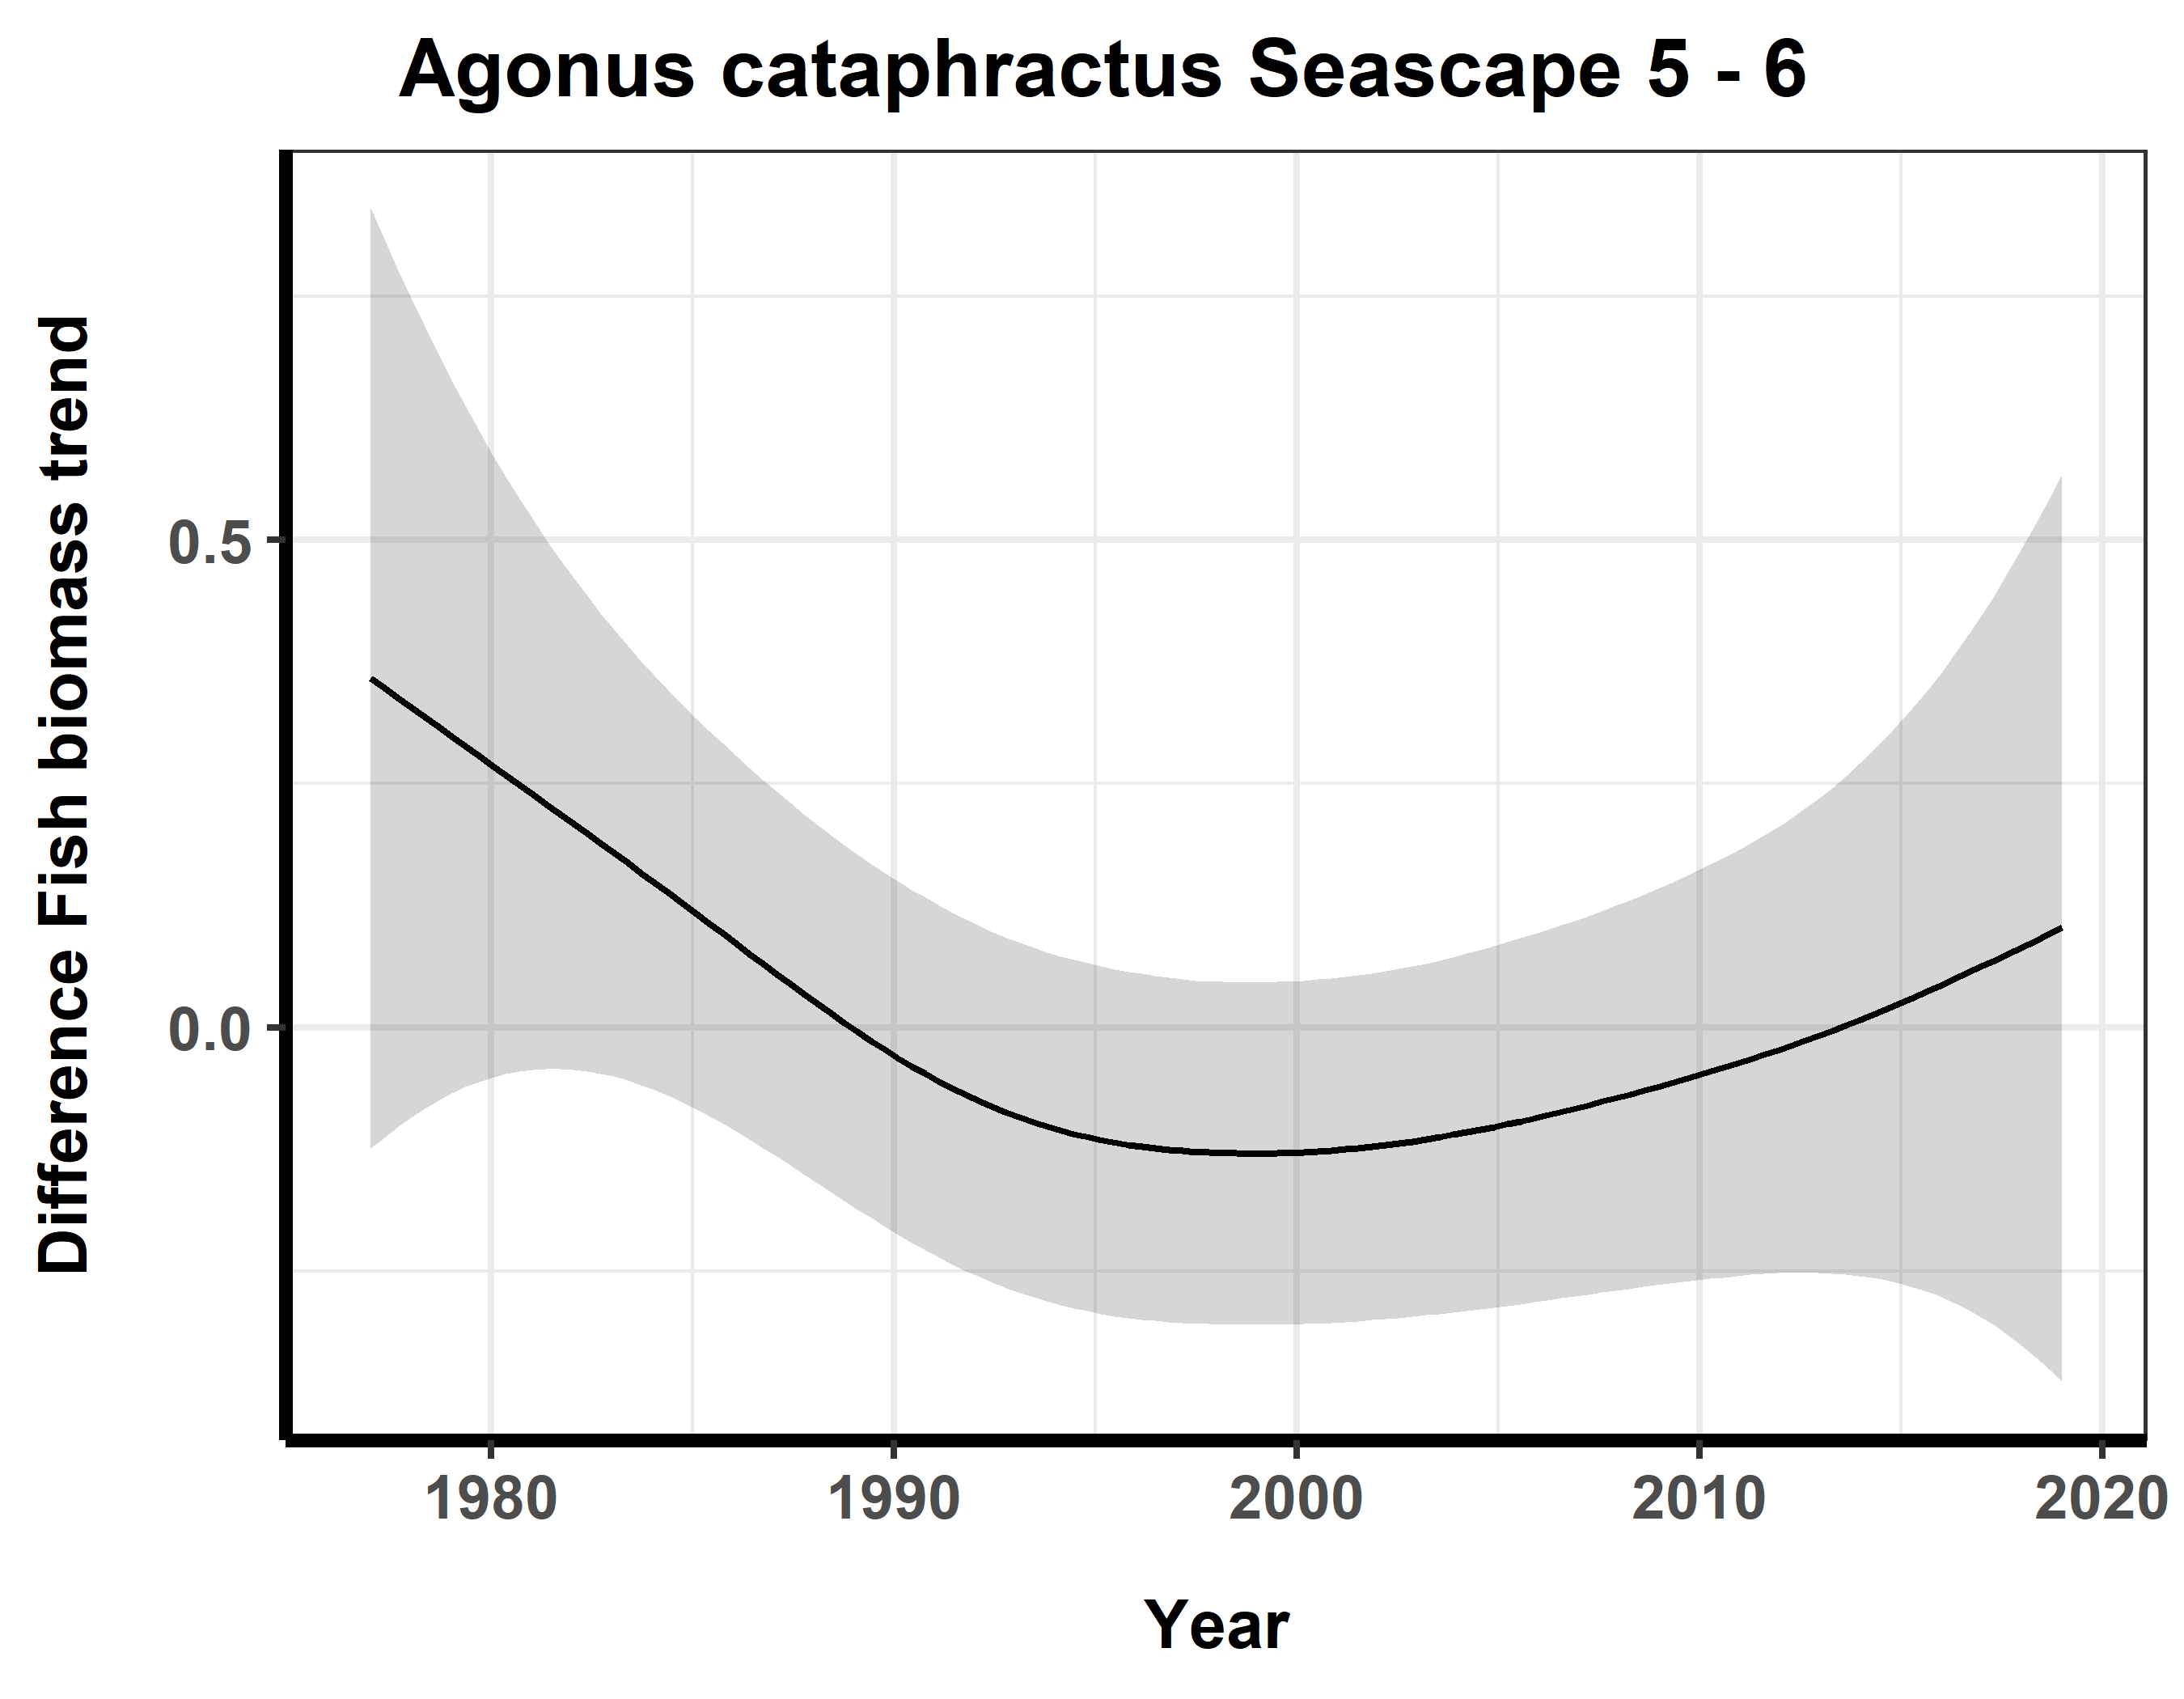 Agonus cataphractus Seascape 5 - 6
Difference Fish biomass trend
0.5
0.0
1980
1990
2000
2010
2020
Year